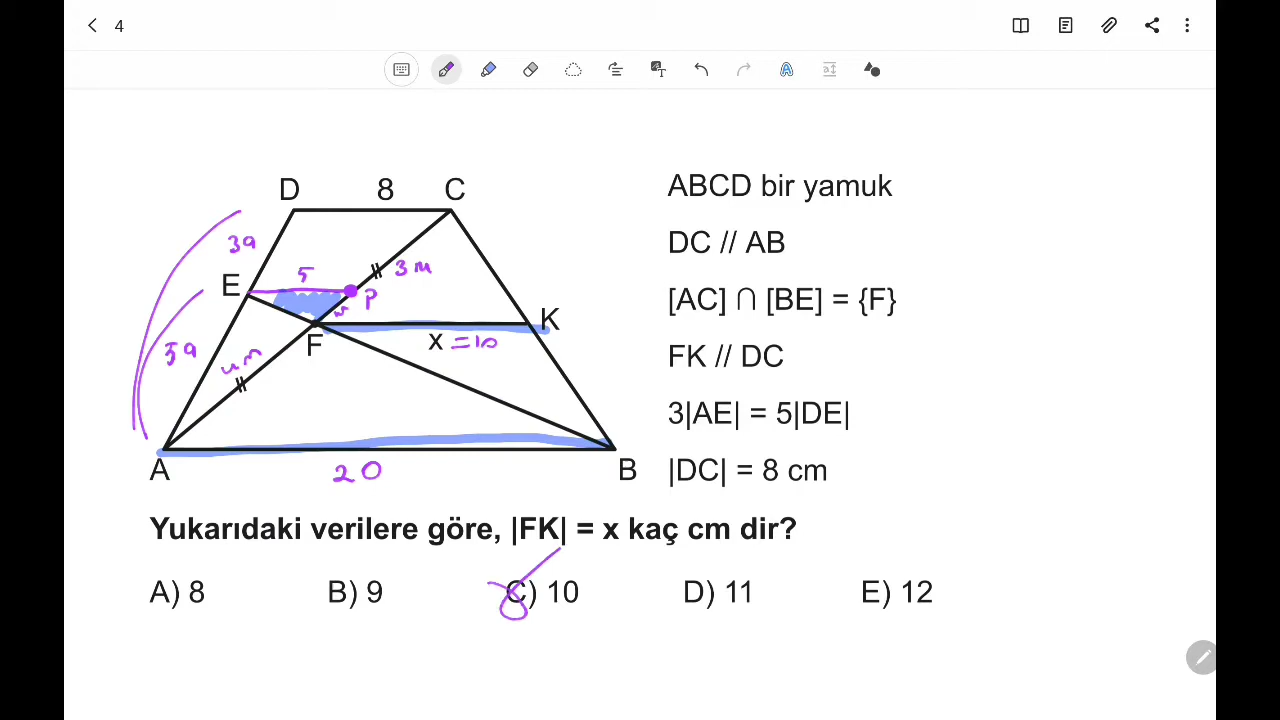 4
D 8 C
3a
5
3m
E
P
m
K
5a
4m
F
x =10
A
20
B
ABCD bir yamuk
DC // AB
[AC] ∩ [BE] = {F}
FK // DC
3|AE| = 5|DE|
|DC| = 8 cm
Yukarıdaki verilere göre, |FK| = x kaç cm dir?
A) 8 B) 9 C) 10 D) 11 E) 12